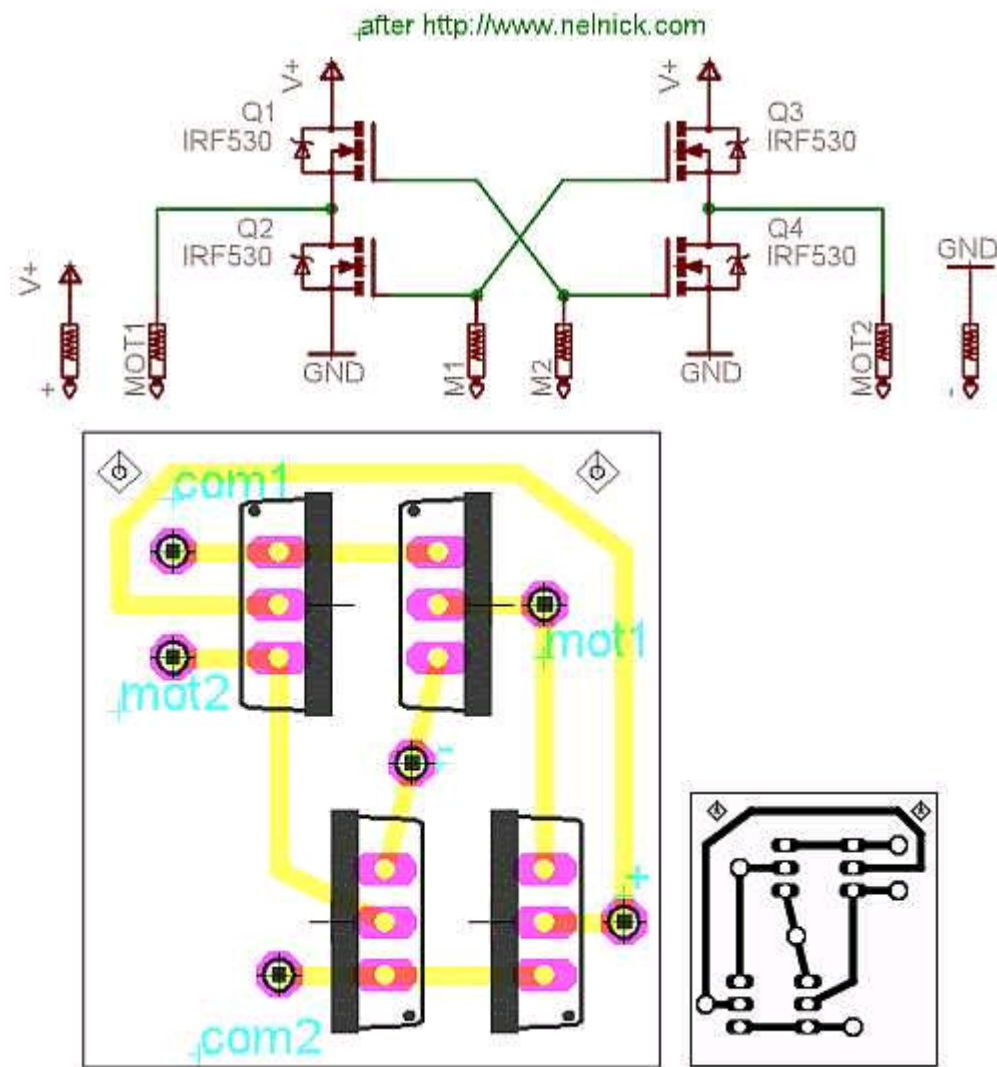 after http://www.nelnick.com
V+
V+
Q1
IRF530
Q3
IRF530
Q2
IRF530
Q4
IRF530
GND
V+
+
MOT1
GND
M1
M2
GND
MOT2
-
com1
mot1
mot2
-
+
com2